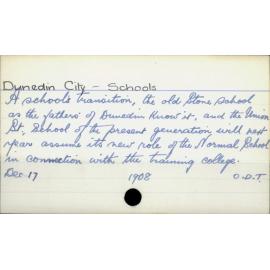 Dunedin City - Schools
A schools transition, the old Stone school
as the fathers of Dunedin know it, and the Union
St. School of the present generation, will next
year assume its new role of the Normal School
in connection with the training college.
Dec. 17 1908 O.D.T.